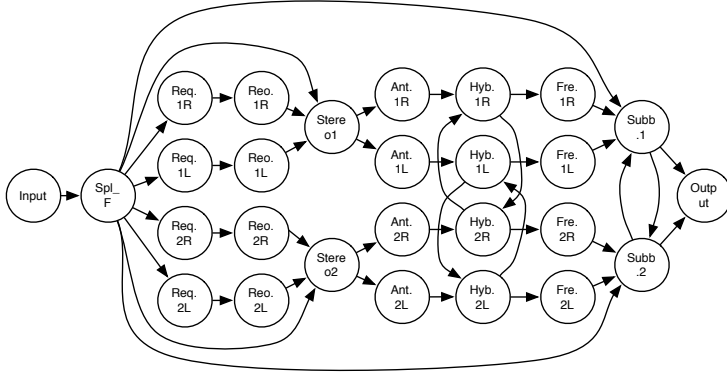 Input
Spl_
F
Req.
1R
Reo.
1R
Req.
1L
Reo.
1L
Req.
2R
Reo.
2R
Req.
2L
Reo.
2L
Stere
o1
Stere
o2
Ant.
1R
Hyb.
1R
Fre.
1R
Ant.
1L
Hyb.
1L
Fre.
1L
Ant.
2R
Hyb.
2R
Fre.
2R
Ant.
2L
Hyb.
2L
Fre.
2L
Subb
.1
Subb
.2
Outp
ut